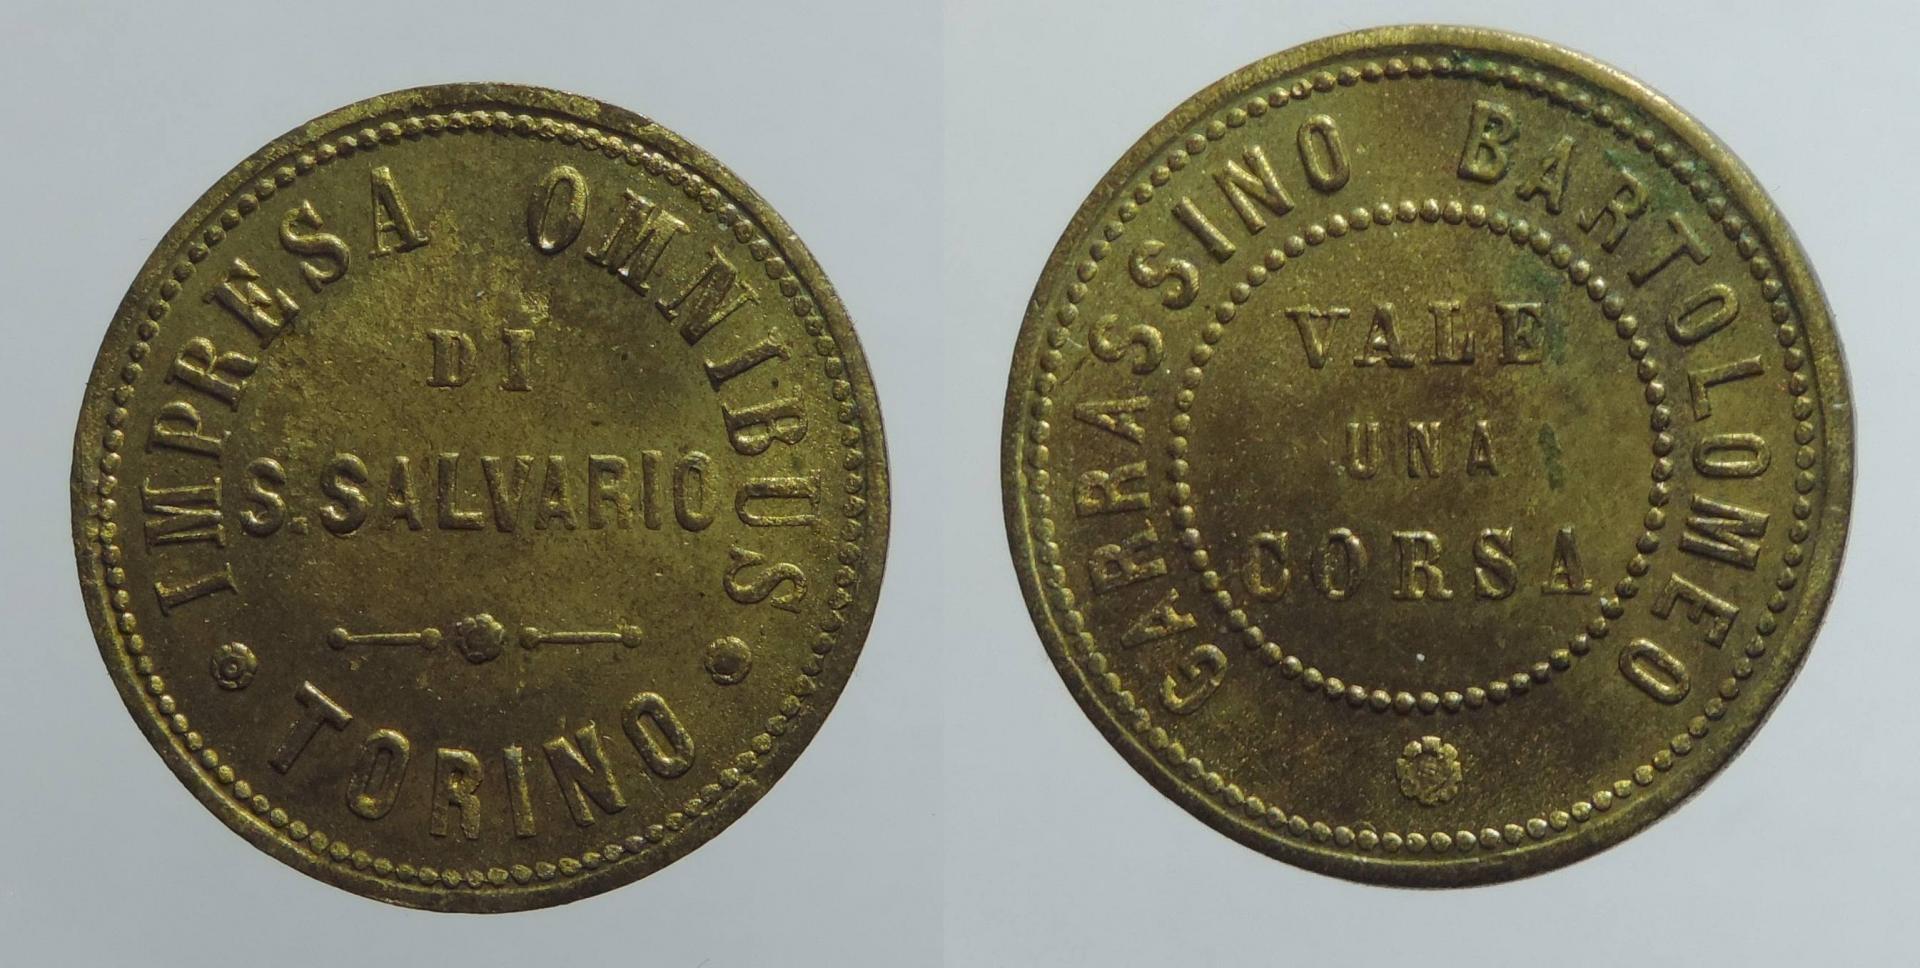 IMPRESA OMNIBUS
DI
S. SALVARIO
TORINO
GARRASSINO BARTOLOMEO
VALE
UNA
CORSA